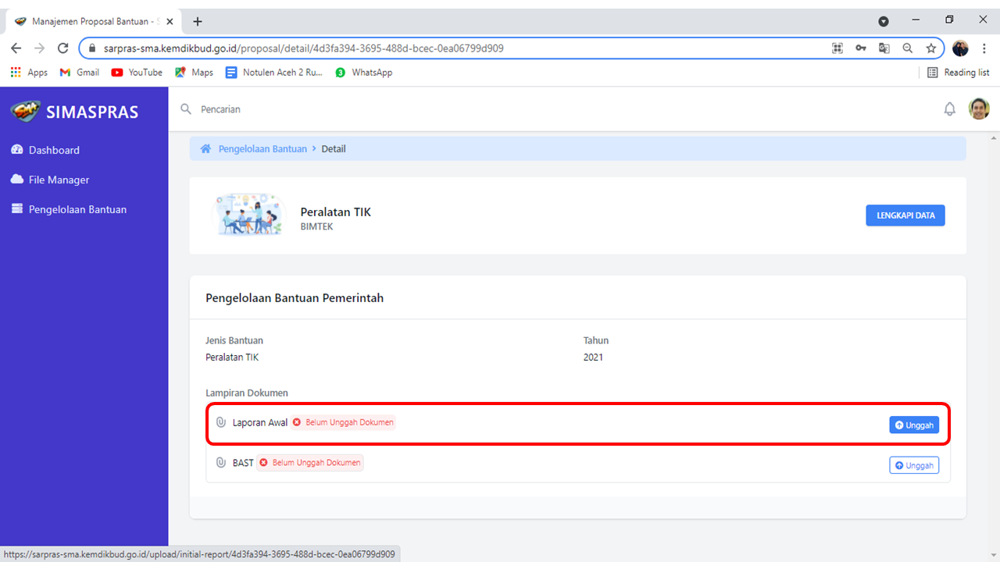 Manajemen Proposal Bantuan - S
sarpras-sma.kemdikbud.go.id/proposal/detail/4d3fa394-3695-488d-bcec-0ea06799d909
Apps Gmail YouTube Maps Notulen Aceh 2 Ru... 3 WhatsApp Reading list
SMA SIMASPRAS
Pencarian
Dashboard
File Manager
Pengelolaan Bantuan
Pengelolaan Bantuan > Detail
Peralatan TIK
BIMTEK
LENGKAPI DATA
Pengelolaan Bantuan Pemerintah
Jenis Bantuan Tahun
Peralatan TIK 2021
Lampiran Dokumen
Laporan Awal Belum Unggah Dokumen Unggah
BAST Belum Unggah Dokumen Unggah
https://sarpras-sma.kemdikbud.go.id/upload/initial-report/4d3fa394-3695-488d-bcec-0ea06799d909